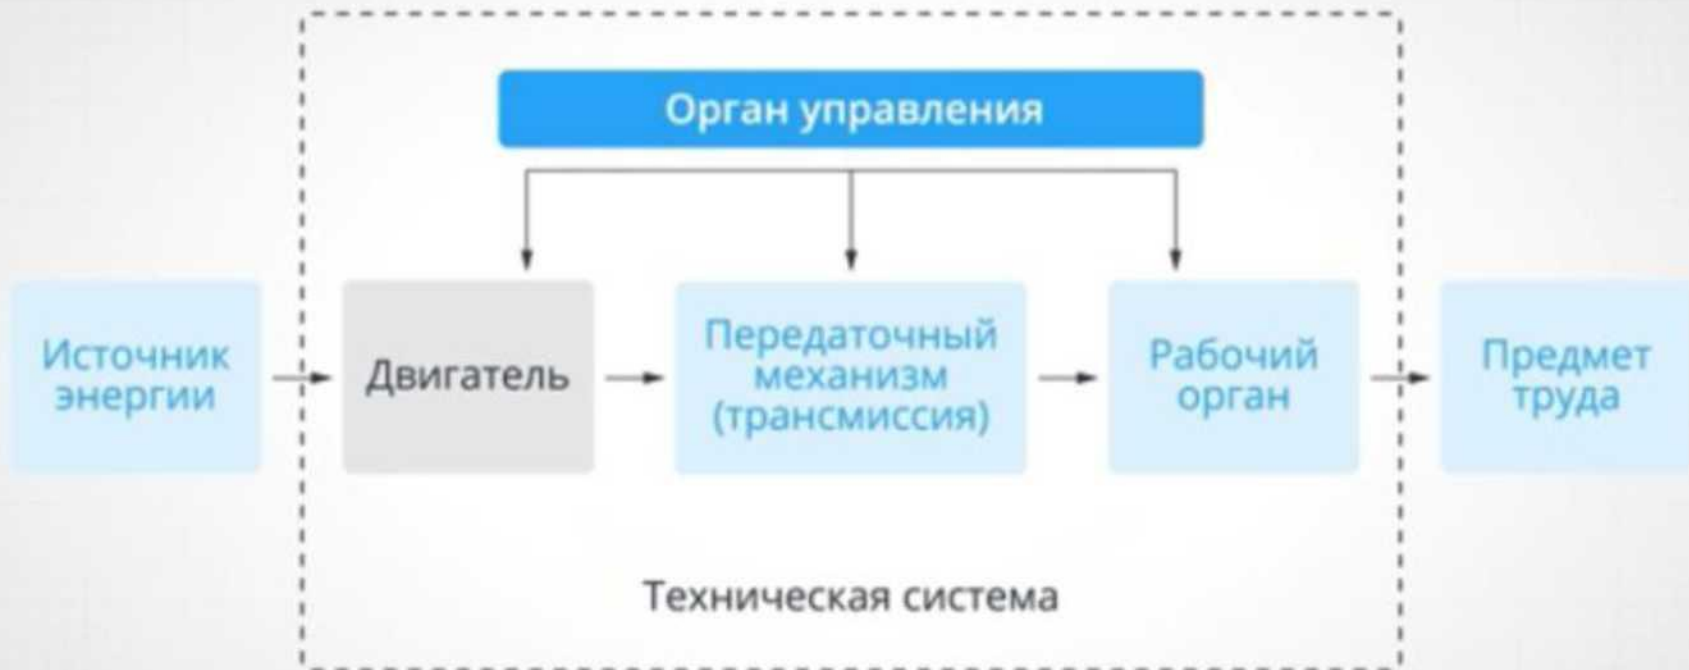 Орган управления
Источник
энергии
Двигатель
Передаточный
механизм
(трансмиссия)
Рабочий
орган
Предмет
труда
Техническая система